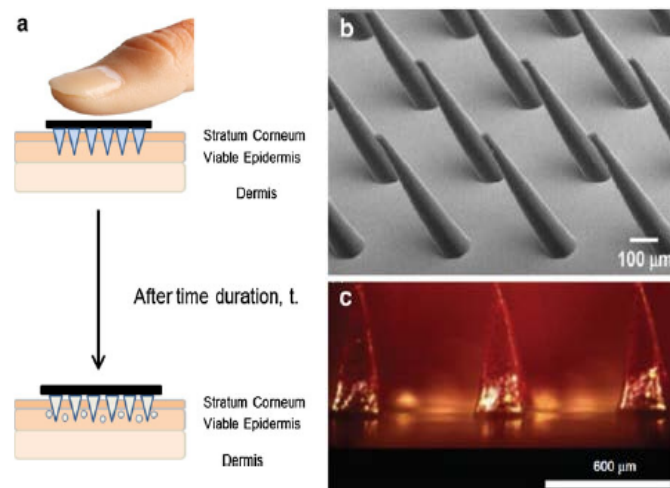 a
Stratum Corneum
Viable Epidermis
Dermis
After time duration, t.
Stratum Corneum
Viable Epidermis
Dermis
b
100 µm
c
600 µm